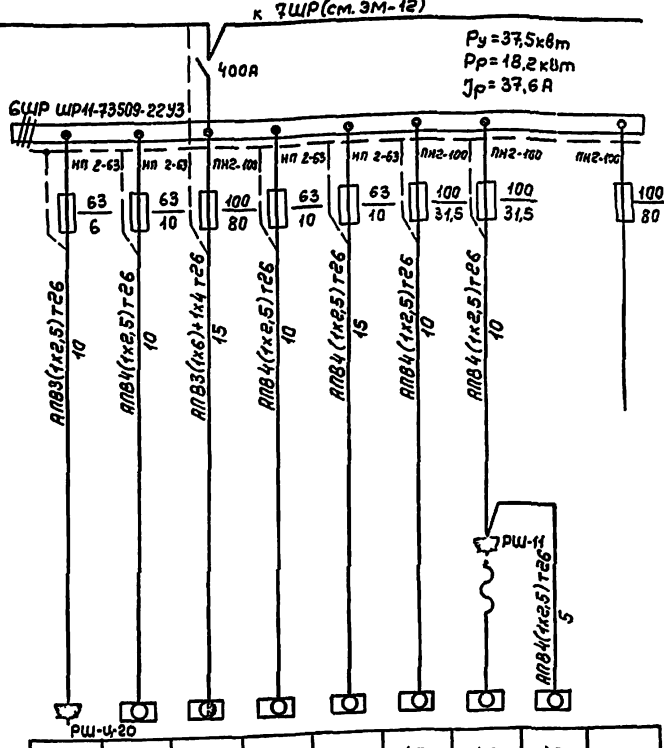 к 7ШР(см. ЭМ-12)
Ру=37,5кВт
Рр=18,2кВт
Jр=37,6А
400А
6ШР ШР11-73509-22У3
НП 2-63
НП 2-63
ПН2-100
НП 2-63
НП 2-63
ПН2-100
ПН2-100
ПН2-100
63
6
63
10
100
80
63
10
63
10
100
31,5
100
31,5
100
80
АПВ3(1х2,5)т26
10
АПВ4(1х2,5)т26
10
АПВ3(1х6)+1х4 т26
15
АПВ4(1х2,5)т26
10
АПВ4(1х2,5)т26
15
АПВ4(1х2,5)т26
10
АПВ4(1х2,5)т26
10
РШ-11
АПВ4(1х2,5)т26
5
РШ-ц-20